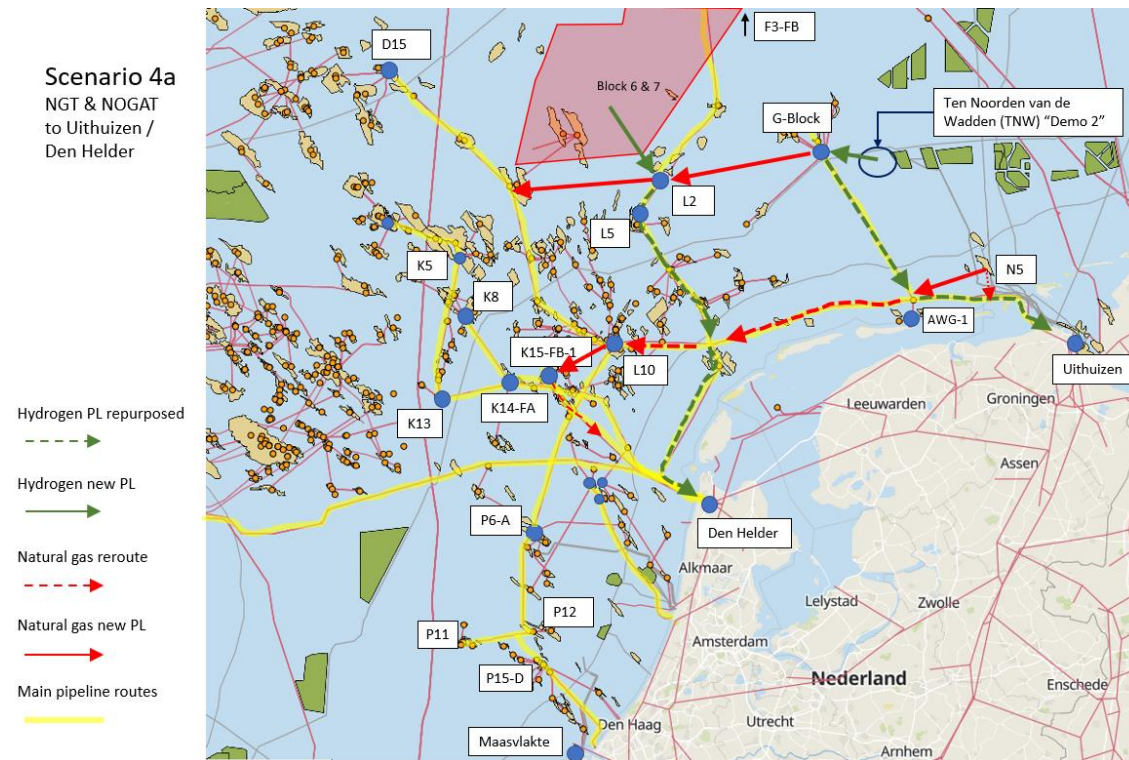 Scenario 4a
NGT & NOGAT
to Uithuizen /
Den Helder
Hydrogen PL repurposed
Hydrogen new PL
Natural gas reroute
Natural gas new PL
Main pipeline routes
F3-FB
D15
Block 6 & 7
G-Block
Ten Noorden van de
Wadden (TNW) "Demo 2"
L2
L5
K5
N5
K8
AWG-1
K15-FB-1
L10
Uithuizen
K13
K14-FA
Leeuwarden
Groningen
Assen
P6-A
Den Helder
Alkmaar
Lelystad
Zwolle
P12
P11
Amsterdam
P15-D
Nederland
Enschede
Den Haag
Utrecht
Maasvlakte
Arnhem